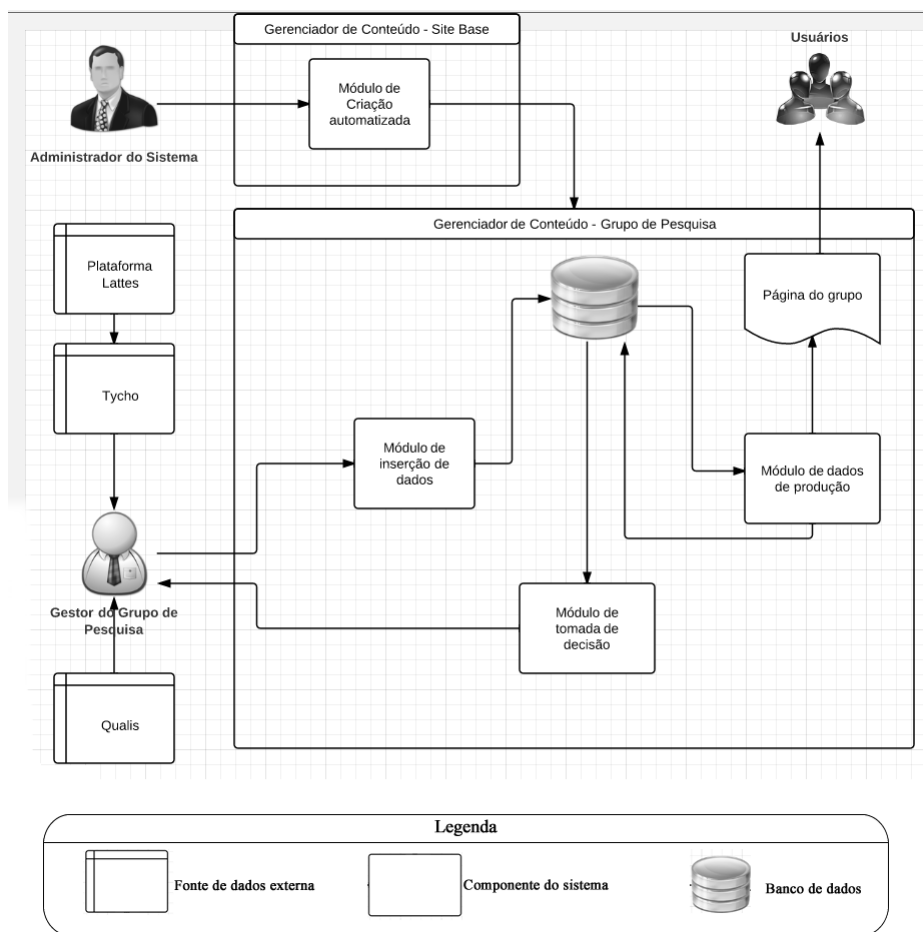 Gerenciador de Conteúdo - Site Base
Usuários
Módulo de
Criação
automatizada
Administrador do Sistema
Gerenciador de Conteúdo - Grupo de Pesquisa
Plataforma
Lattes
Página do grupo
Tycho
Módulo de
inserção de
dados
Módulo de dados
de produção
Gestor do Grupo de
Pesquisa
Módulo de
tomada de
decisão
Qualis
Legenda
Fonte de dados externa
Componente do sistema
Banco de dados